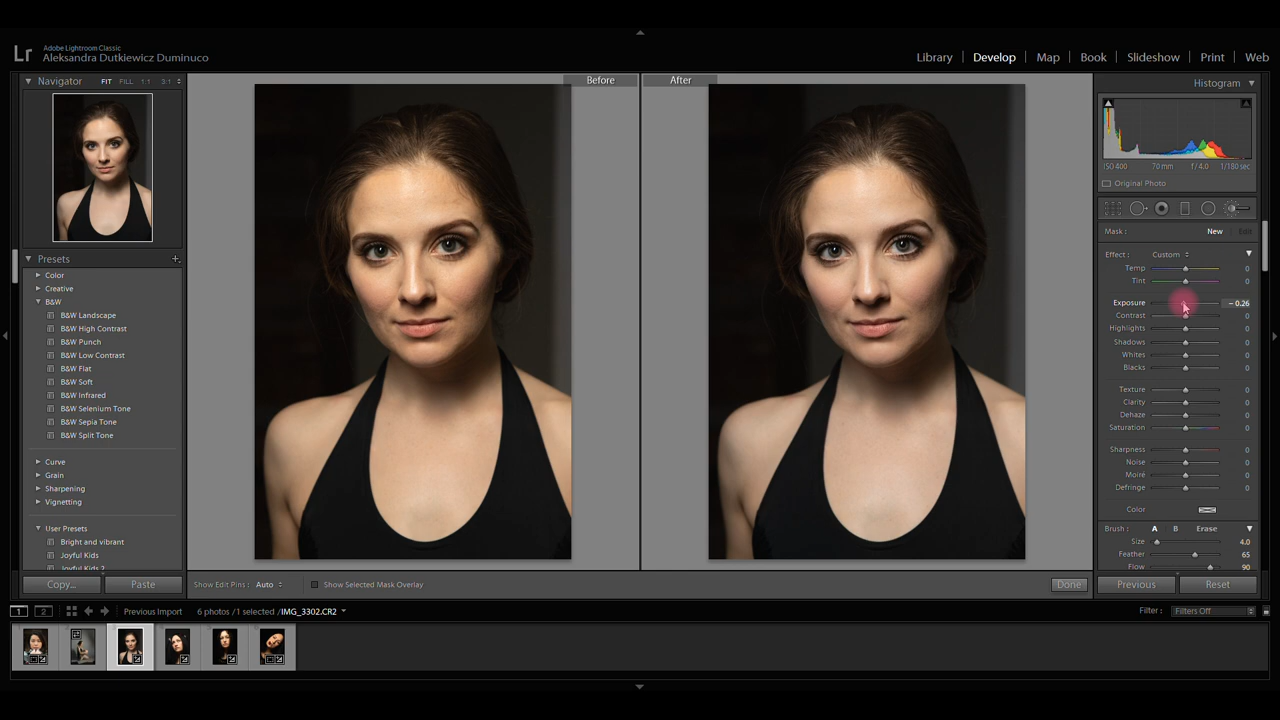 Lr
Adobe Lightroom Classic
Aleksandra Dutkiewicz Duminuco
Library
Develop
Map
Book
Slideshow
Print
Web
Navigator
FIT
FILL
1:1
3:1
Before
After
Histogram
ISO 400
70 mm
f / 4.0
1/180 sec
Original Photo
Mask :
New
Effect :
Custom
Temp
0
Tint
0
Exposure
– 0.26
Contrast
0
Highlights
0
Shadows
0
Whites
0
Blacks
0
Texture
0
Clarity
0
Dehaze
0
Saturation
0
Sharpness
0
Noise
0
Moiré
0
Defringe
0
Color
Brush :
A
B
Erase
Size
4.0
Feather
65
Flow
90
Presets
Color
Creative
B&W
B&W Landscape
B&W High Contrast
B&W Punch
B&W Low Contrast
B&W Flat
B&W Soft
B&W Infrared
B&W Selenium Tone
B&W Sepia Tone
B&W Split Tone
Curve
Grain
Sharpening
Vignetting
User Presets
Bright and vibrant
Joyful Kids
Joyful Kids 2
Copy...
Paste
Show Edit Pins :
Auto
Show Selected Mask Overlay
Done
Previous
Reset
1
2
Previous Import
6 photos /1 selected /IMG_3302.CR2
Filter :
Filters Off